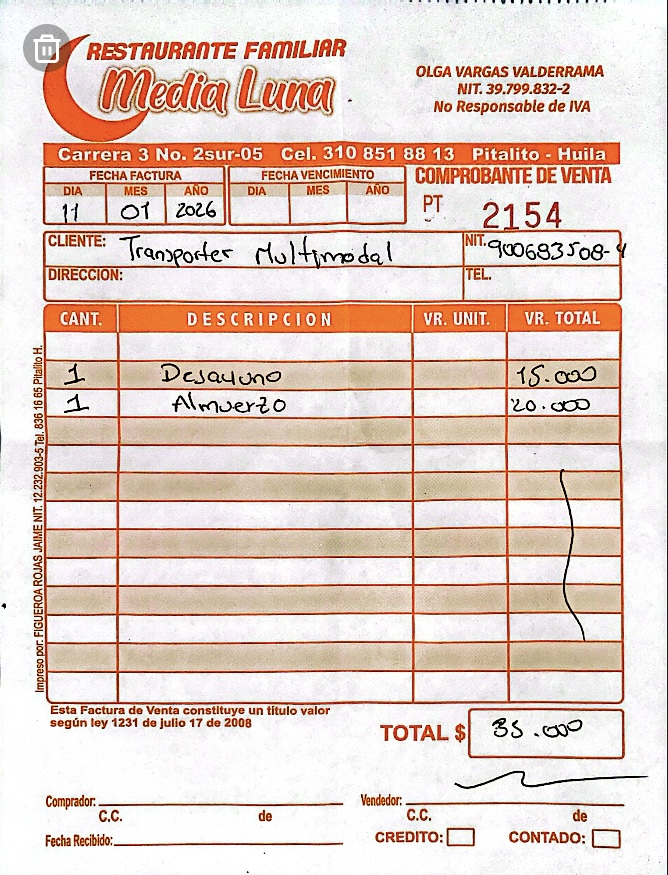 RESTAURANTE FAMILIAR
Media Luna
OLGA VARGAS VALDERRAMA
NIT. 39.799.832-2
No Responsable de IVA
Carrera 3 No. 2sur-05 Cel. 310 851 88 13 Pitalito - Huila
FECHA FACTURA
DIA MES AÑO
11 01 2026
FECHA VENCIMIENTO
DIA MES AÑO
COMPROBANTE DE VENTA
PT 2154
CLIENTE: Transporter Multimodal NIT. 900683508-4
DIRECCION: TEL.
CANT. DESCRIPCION VR. UNIT. VR. TOTAL
1 Desayuno 15.000
1 Almuerzo 20.000
Impreso por: FIGUEROA ROJAS JAIME NIT. 12.232.903-5 Tel. 836 16 65 Pitalito H.
Esta Factura de Venta constituye un título valor
según ley 1231 de julio 17 de 2008
TOTAL $ 35.000
Comprador: Vendedor:
C.C. de C.C. de
Fecha Recibido: CREDITO: CONTADO: